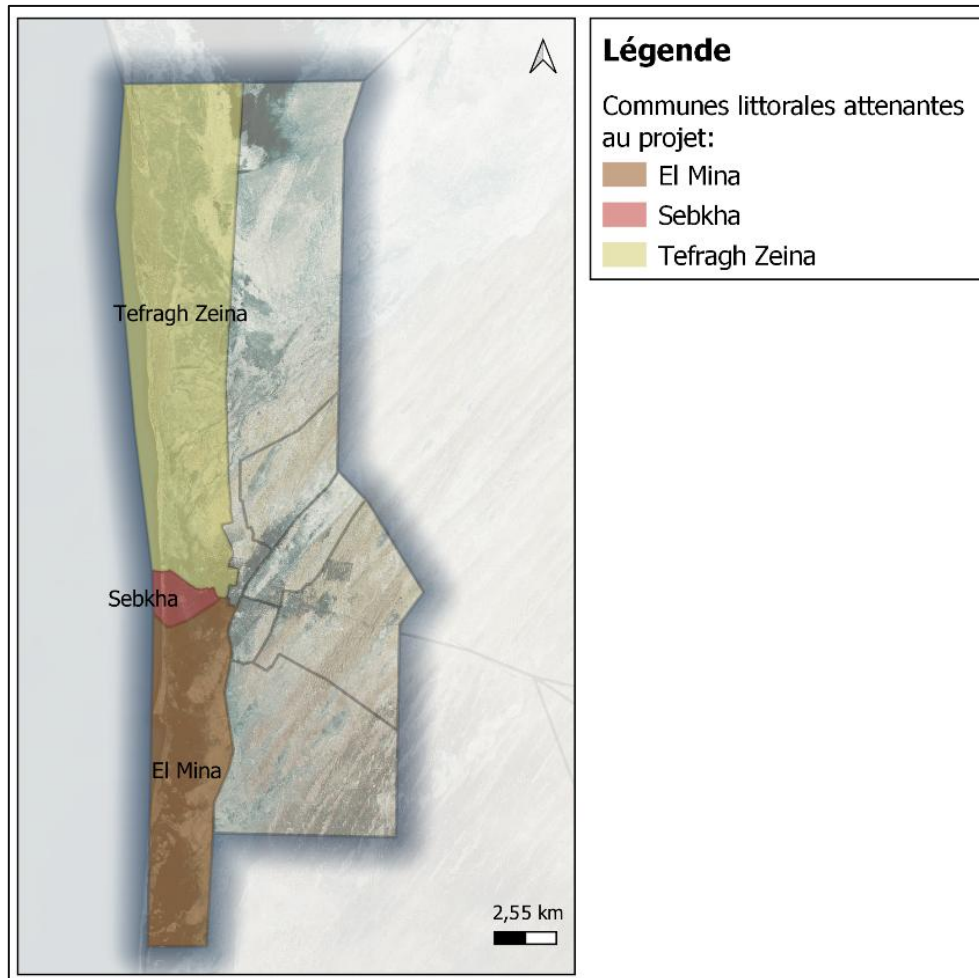 Légende
Communes littorales attenantes
au projet:
El Mina
Sebkha
Tefragh Zeina
Tefragh Zeina
Sebkha
El Mina
2,55 km